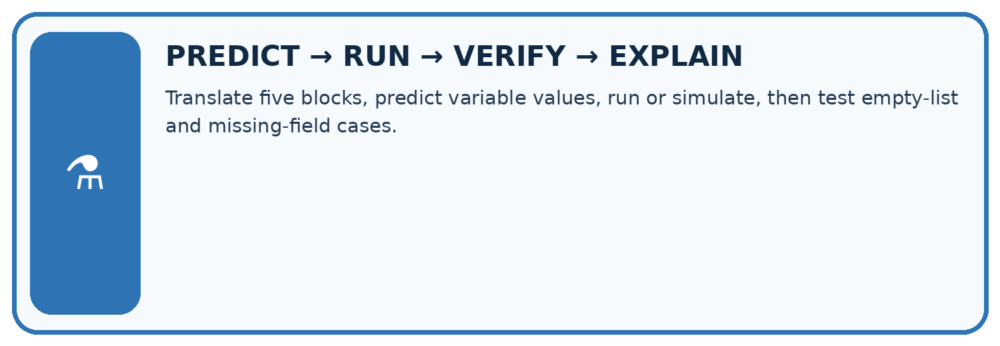 PREDICT → RUN → VERIFY → EXPLAIN
Translate five blocks, predict variable values, run or simulate, then test empty-list
and missing-field cases.